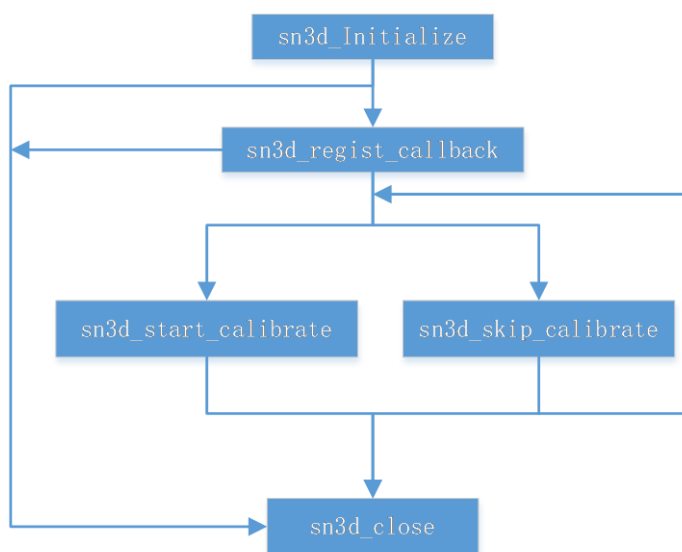 sn3d_Initialize
sn3d_regist_callback
sn3d_start_calibrate
sn3d_skip_calibrate
sn3d_close